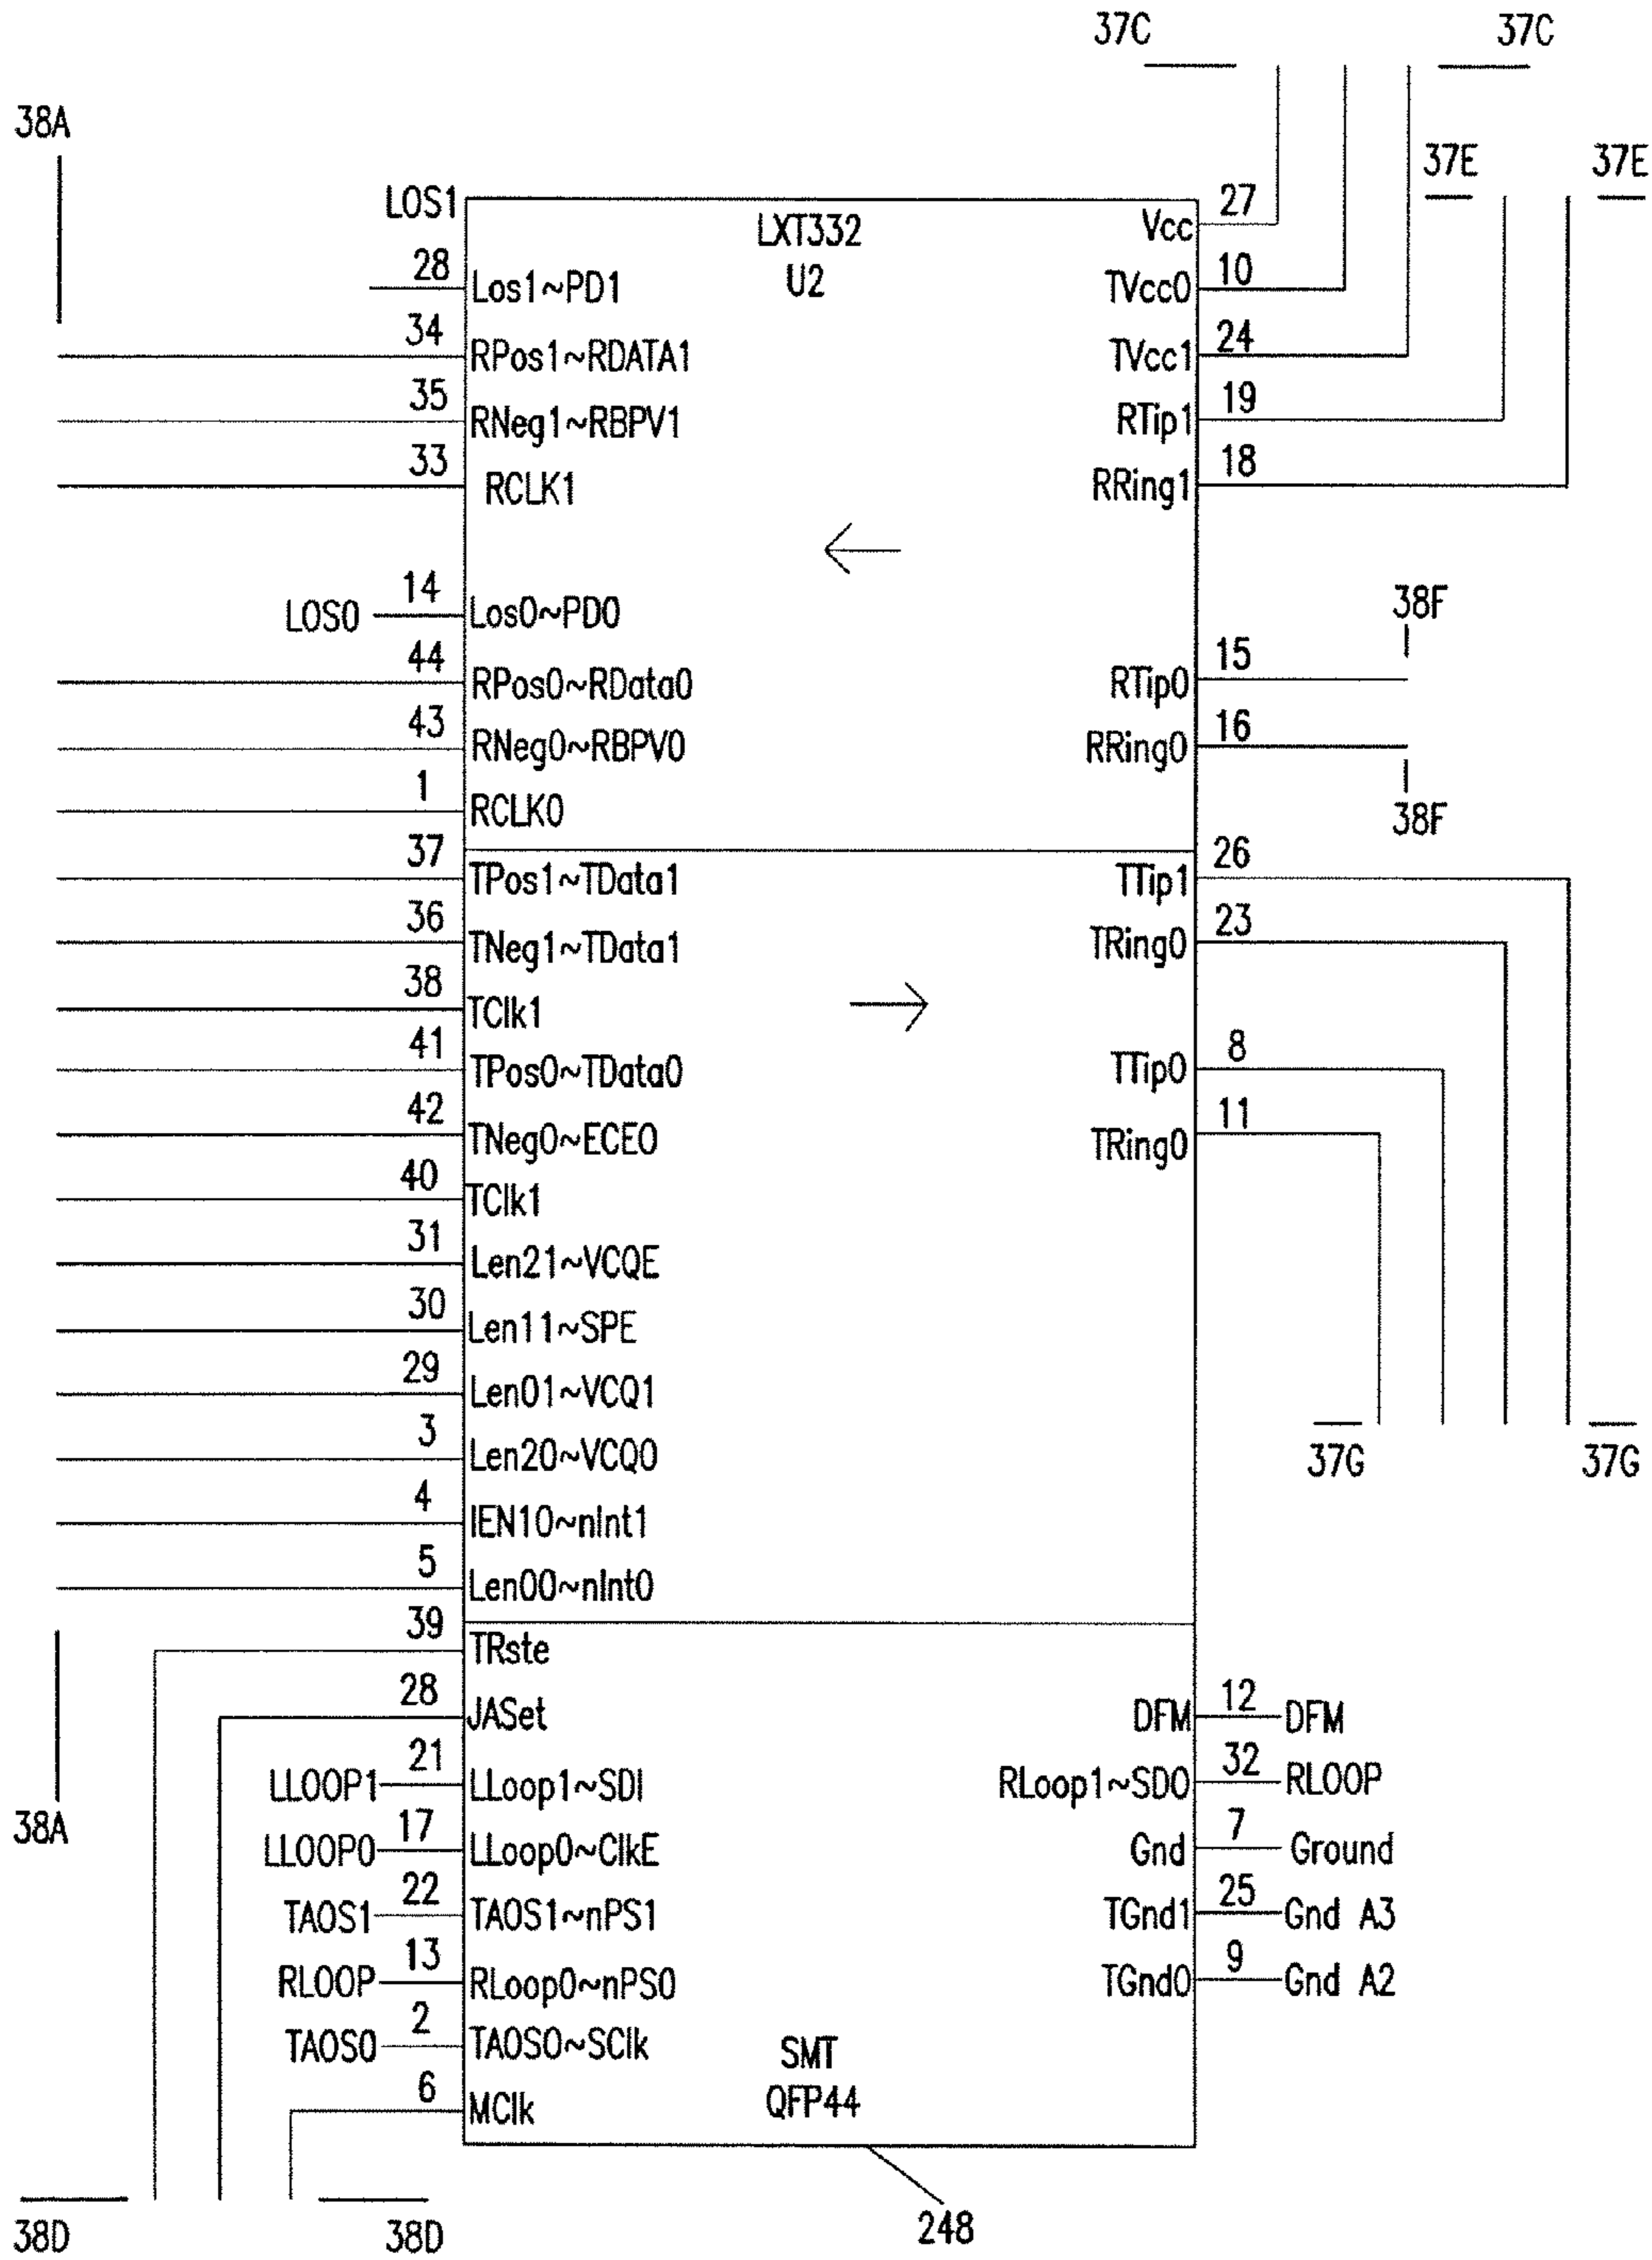 37C 37C
38A
37E 37E
LOS1 LXT332 Vcc 27
U2
28 Los1~PD1 TVcc0 10
34 RPos1~RDATA1 TVcc1 24
35 RNeg1~RBPV1 RTip1 19
33 RCLK1 RRing1 18
LOS0 14 Los0~PD0
38F
44 RPos0~RData0 RTip0 15
43 RNeg0~RBPV0 RRing0 16
1 RCLK0
38F
37 TPos1~TData1 TTip1 26
36 TNeg1~TData1 TRing0 23
38 TClk1
41 TPos0~TData0 TTip0 8
42 TNeg0~ECE0 TRing0 11
40 TClk1
31 Len21~VCQE
30 Len11~SPE
29 Len01~VCQ1
3 Len20~VCQ0
37G 37G
4 lEN10~nInt1
5 Len00~nInt0
39 TRste
28 JASet DFM 12 DFM
LLOOP1 21 LLoop1~SDI RLoop1~SD0 32 RLOOP
38A
LLOOP0 17 LLoop0~ClkE Gnd 7 Ground
TAOS1 22 TAOS1~nPS1 TGnd1 25 Gnd A3
RLOOP 13 RLoop0~nPS0 TGnd0 9 Gnd A2
TAOS0 2 TAOS0~SClk SMT
6 MClk QFP44
38D 38D 248